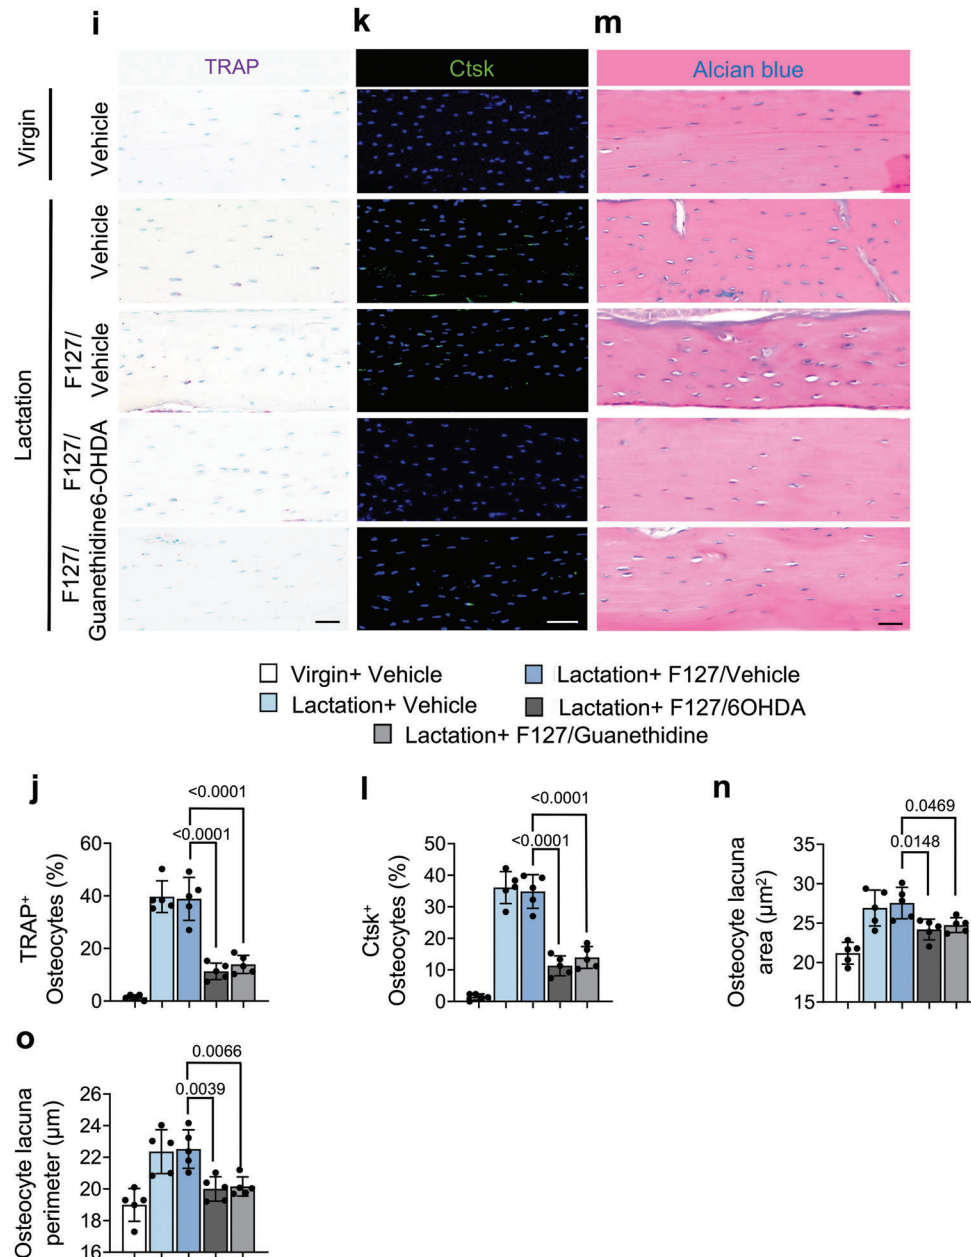 i
k
m
TRAP
Ctsk
Alcian blue
Virgin
Vehicle
Lactation
Vehicle
F127/
Vehicle
F127/
6-OHDA
F127/
Guanethidine
Virgin+ Vehicle
Lactation+ F127/Vehicle
Lactation+ Vehicle
Lactation+ F127/6OHDA
Lactation+ F127/Guanethidine
j
TRAP⁺
Osteocytes (%)
60
40
20
0
<0.0001
<0.0001
l
Ctsk⁺
Osteocytes (%)
50
40
30
20
10
0
<0.0001
<0.0001
n
Osteocyte lacuna
area (µm²)
35
30
25
20
15
0.0469
0.0148
o
Osteocyte lacuna
perimeter (µm)
26
24
22
20
18
16
0.0066
0.0039